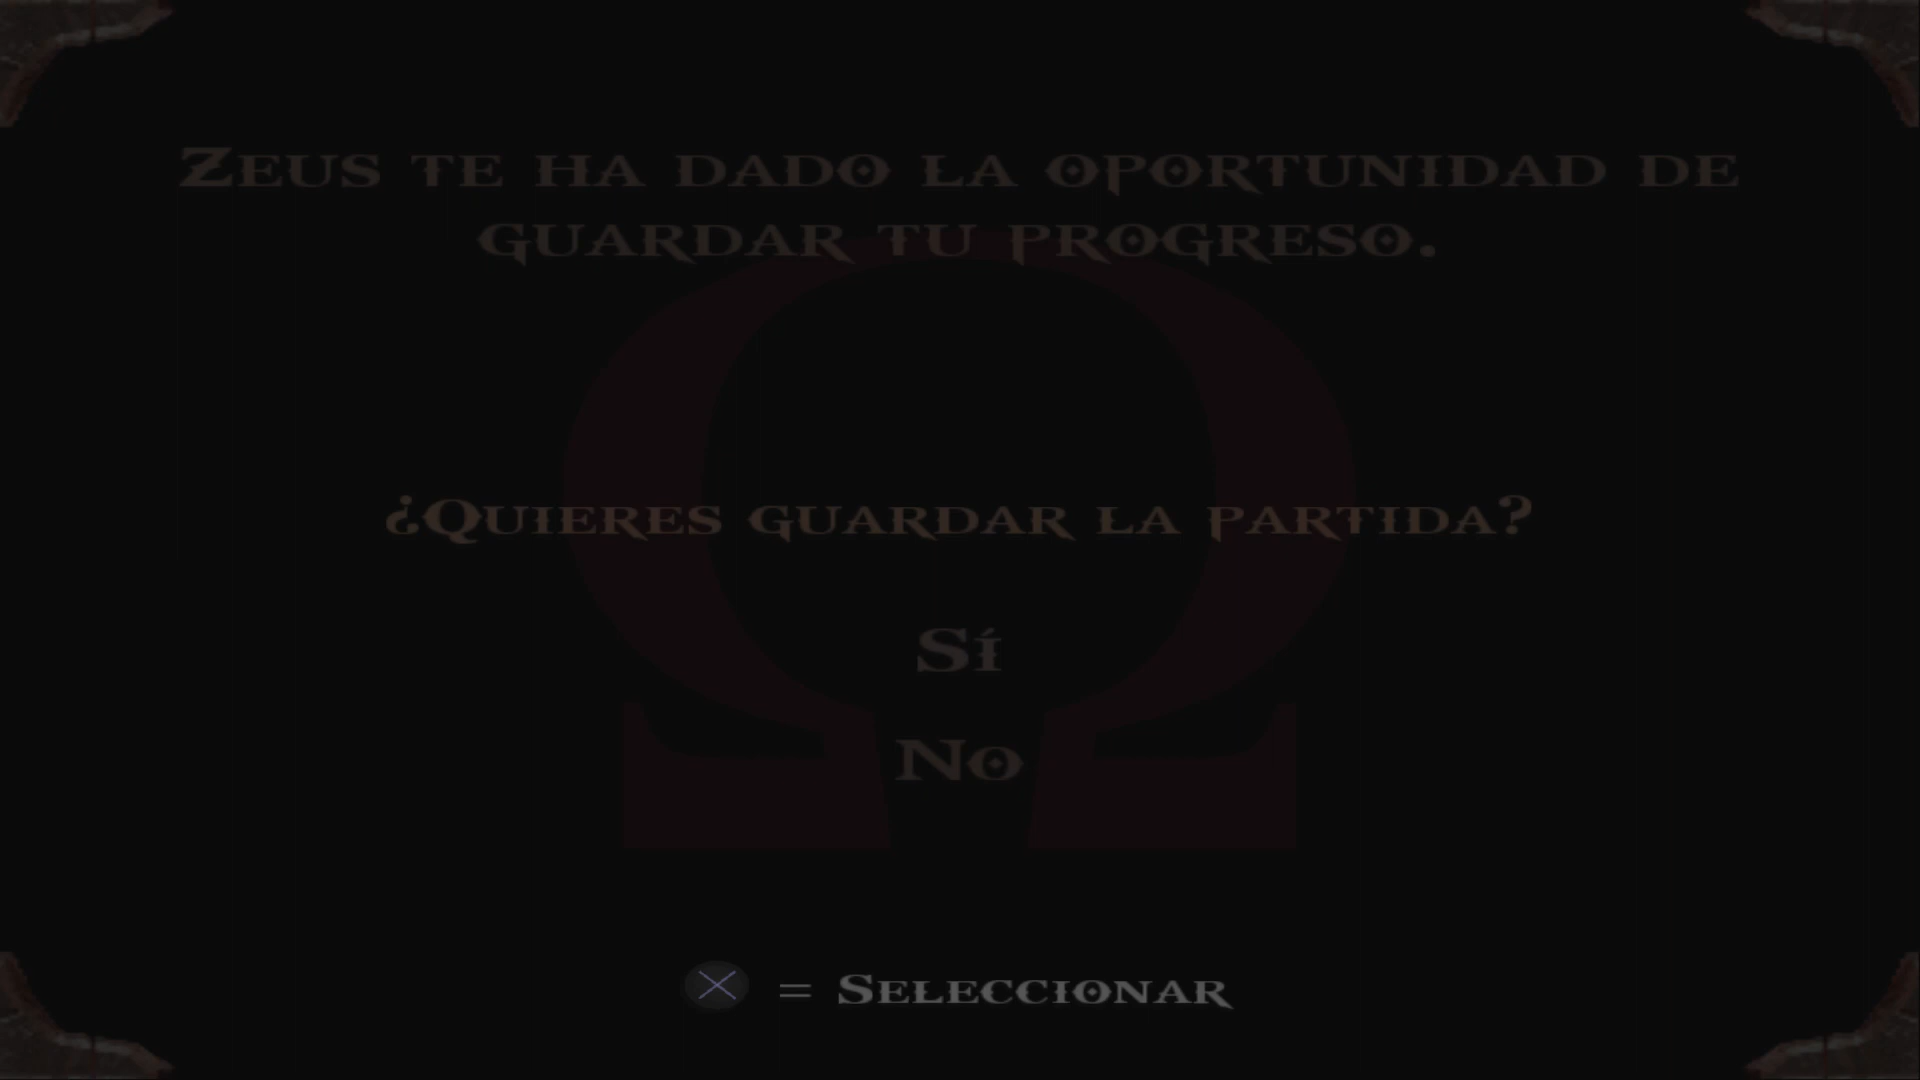 Zeus te ha dado la oportunidad de
guardar tu progreso.
¿Quieres guardar la partida?
Sí
No
= Seleccionar